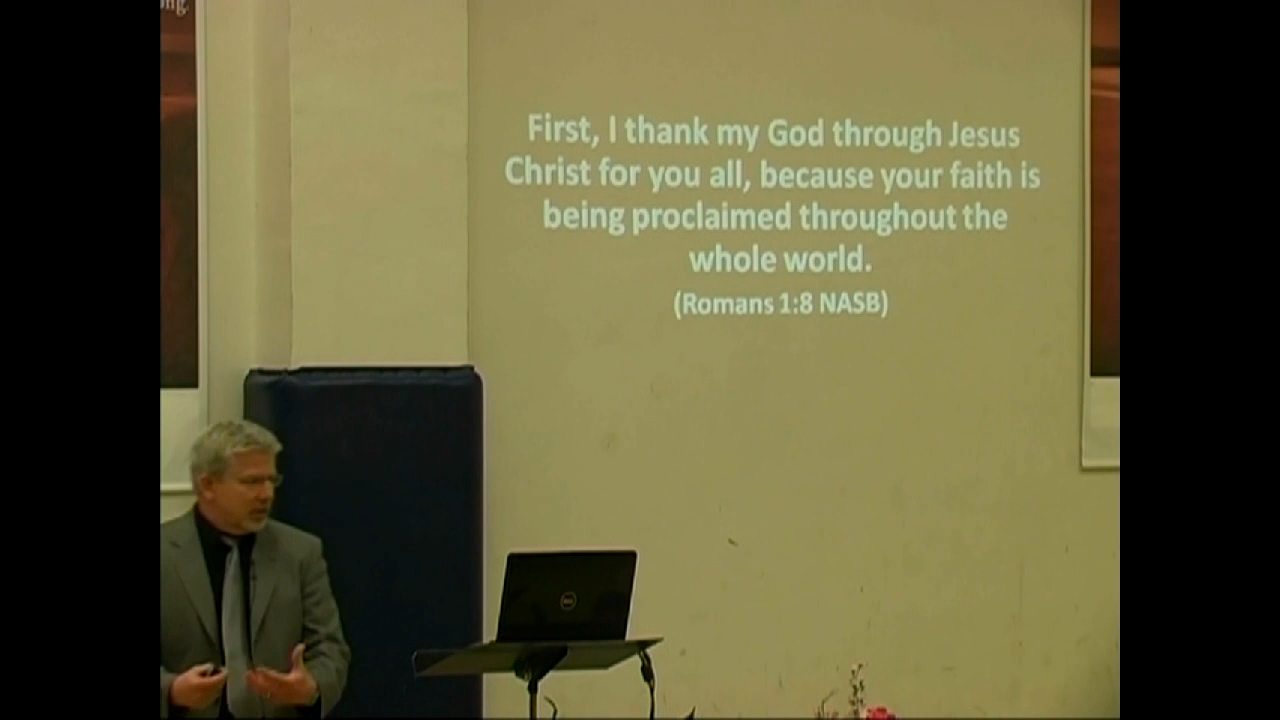 First, I thank my God through Jesus
Christ for you all, because your faith is
being proclaimed throughout the
whole world.
(Romans 1:8 NASB)